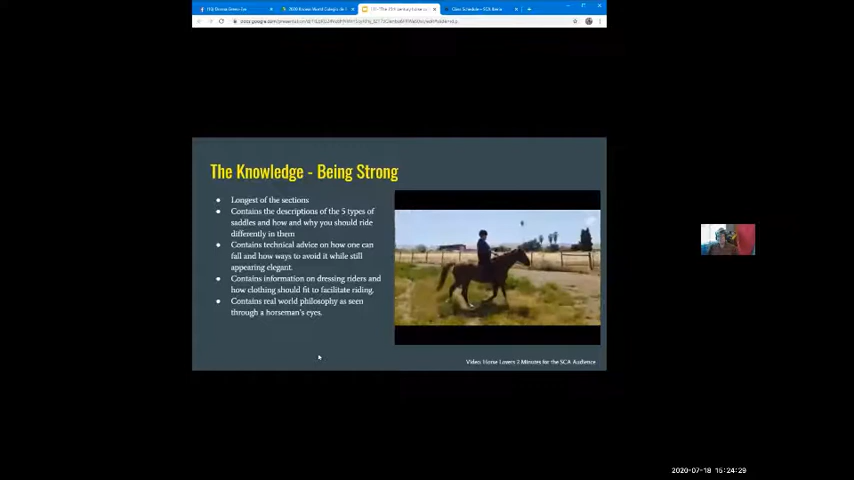 Class Schedule - SCA
The Knowledge - Being Strong
● Longest of the sections
● Contains the descriptions of the 5 types of
saddles and how and why you should ride
differently in them
● Contains technical advice on how one can
fall and how ways to avoid it while still
appearing elegant.
● Contains information on dressing riders and
how clothing should fit to facilitate riding.
● Contains real world philosophy as seen
through a horseman's eyes.
Video: Horse Lovers 2 Minutes for the SCA Audience
2020-07-18 15:24:29